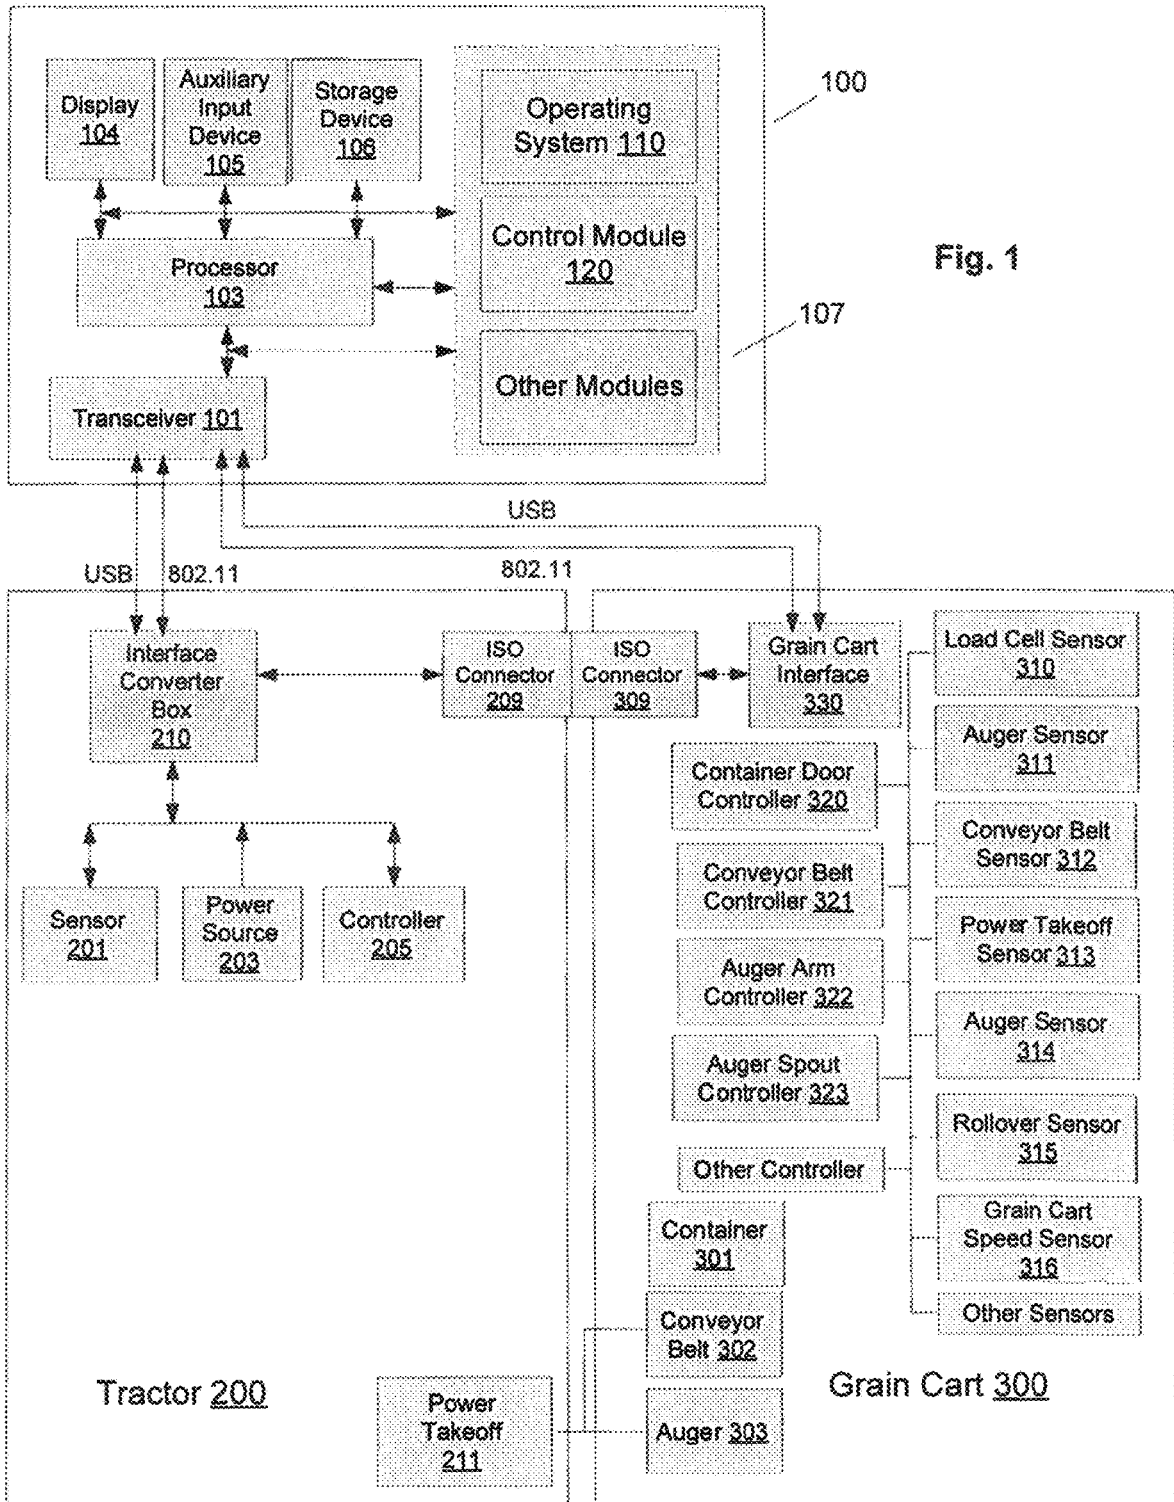 Display
104
Auxiliary
Input
Device
105
Storage
Device
106
Operating
System 110
100
Processor
103
Control Module
120
Fig. 1
107
Transceiver 101
Other Modules
USB
USB
802.11
802.11
Interface
Converter
Box
210
ISO
Connector
209
ISO
Connector
309
Grain Cart
Interface
330
Load Cell Sensor
310
Container Door
Controller 320
Auger Sensor
311
Conveyor Belt
Controller 321
Conveyor Belt
Sensor 312
Sensor
201
Power
Source
203
Controller
205
Auger Arm
Controller 322
Power Takeoff
Sensor 313
Auger Spout
Controller 323
Auger Sensor
314
Other Controller
Rollover Sensor
315
Container
301
Grain Cart
Speed Sensor
316
Conveyor
Belt 302
Other Sensors
Tractor 200
Power
Takeoff
211
Auger 303
Grain Cart 300